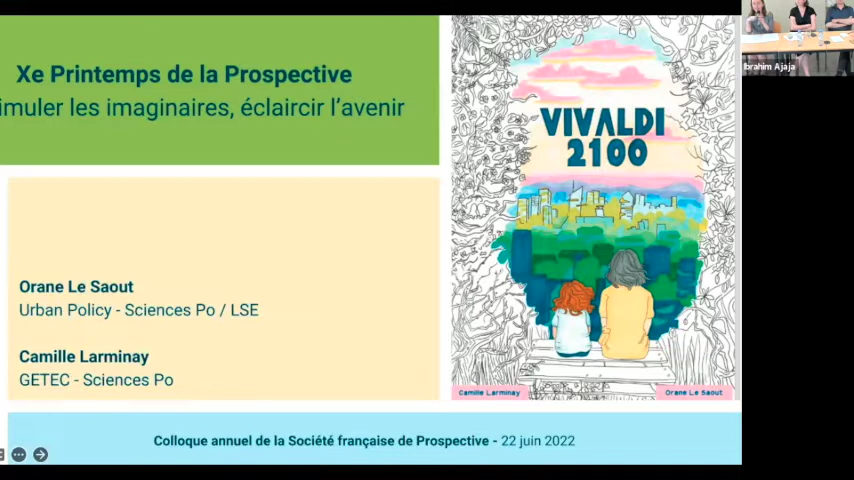 Xe Printemps de la Prospective
imuler les imaginaires, éclaircir l'avenir
Orane Le Saout
Urban Policy - Sciences Po / LSE
Camille Larminay
GETEC - Sciences Po
VIVALDI
2100
Camille Larminay
Orane Le Saout
Colloque annuel de la Société française de Prospective - 22 juin 2022
Ibrahim Ajaja